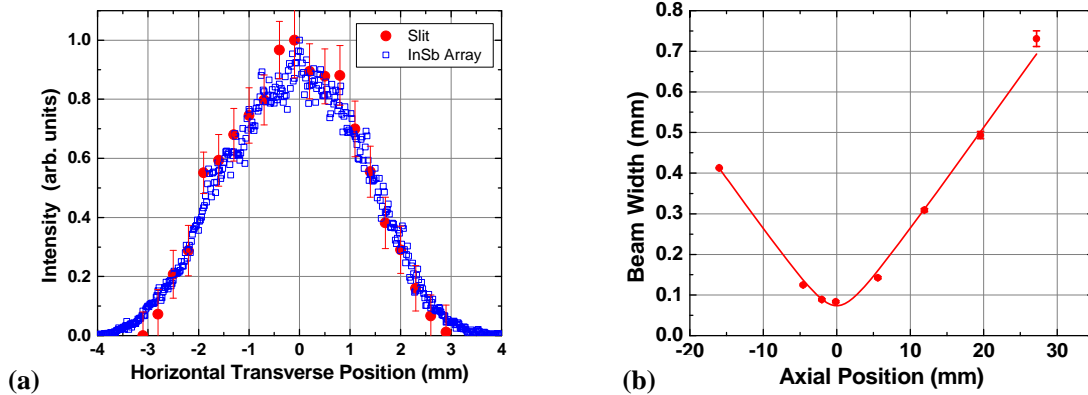 1.0
0.8
0.6
0.4
0.2
0.0
Intensity (arb. units)
Slit
InSb Array
-4 -3 -2 -1 0 1 2 3 4
Horizontal Transverse Position (mm)
(a)
0.8
0.7
0.6
0.5
0.4
0.3
0.2
0.1
0.0
Beam Width (mm)
-20 -10 0 10 20 30
Axial Position (mm)
(b)